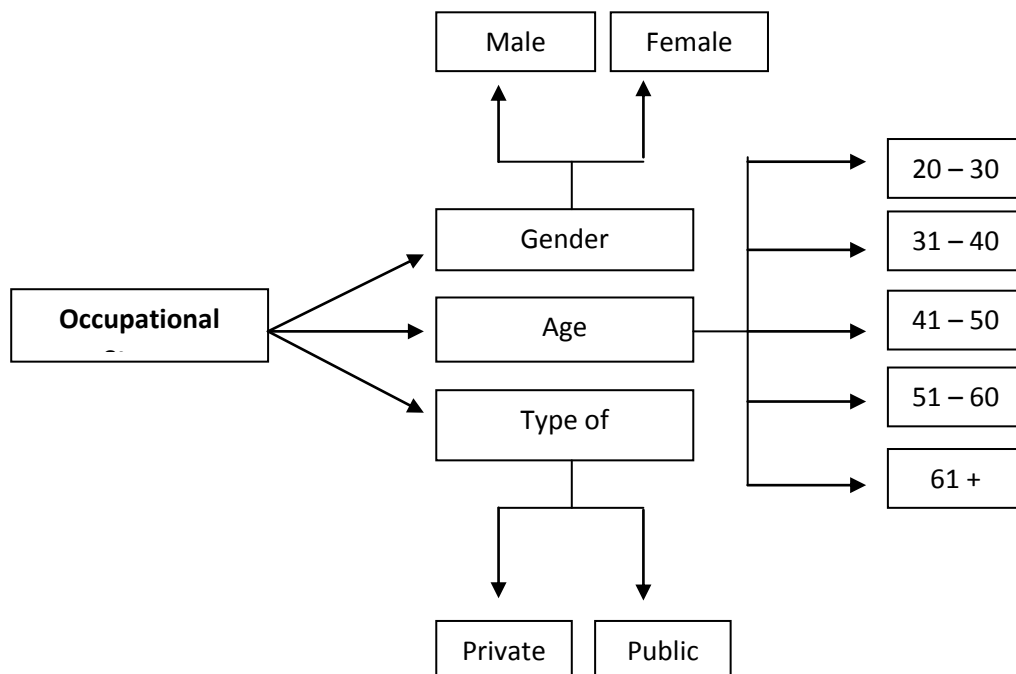 Male
Female
20 – 30
Gender
31 – 40
Occupational
Age
41 – 50
Type of
51 – 60
61 +
Private
Public